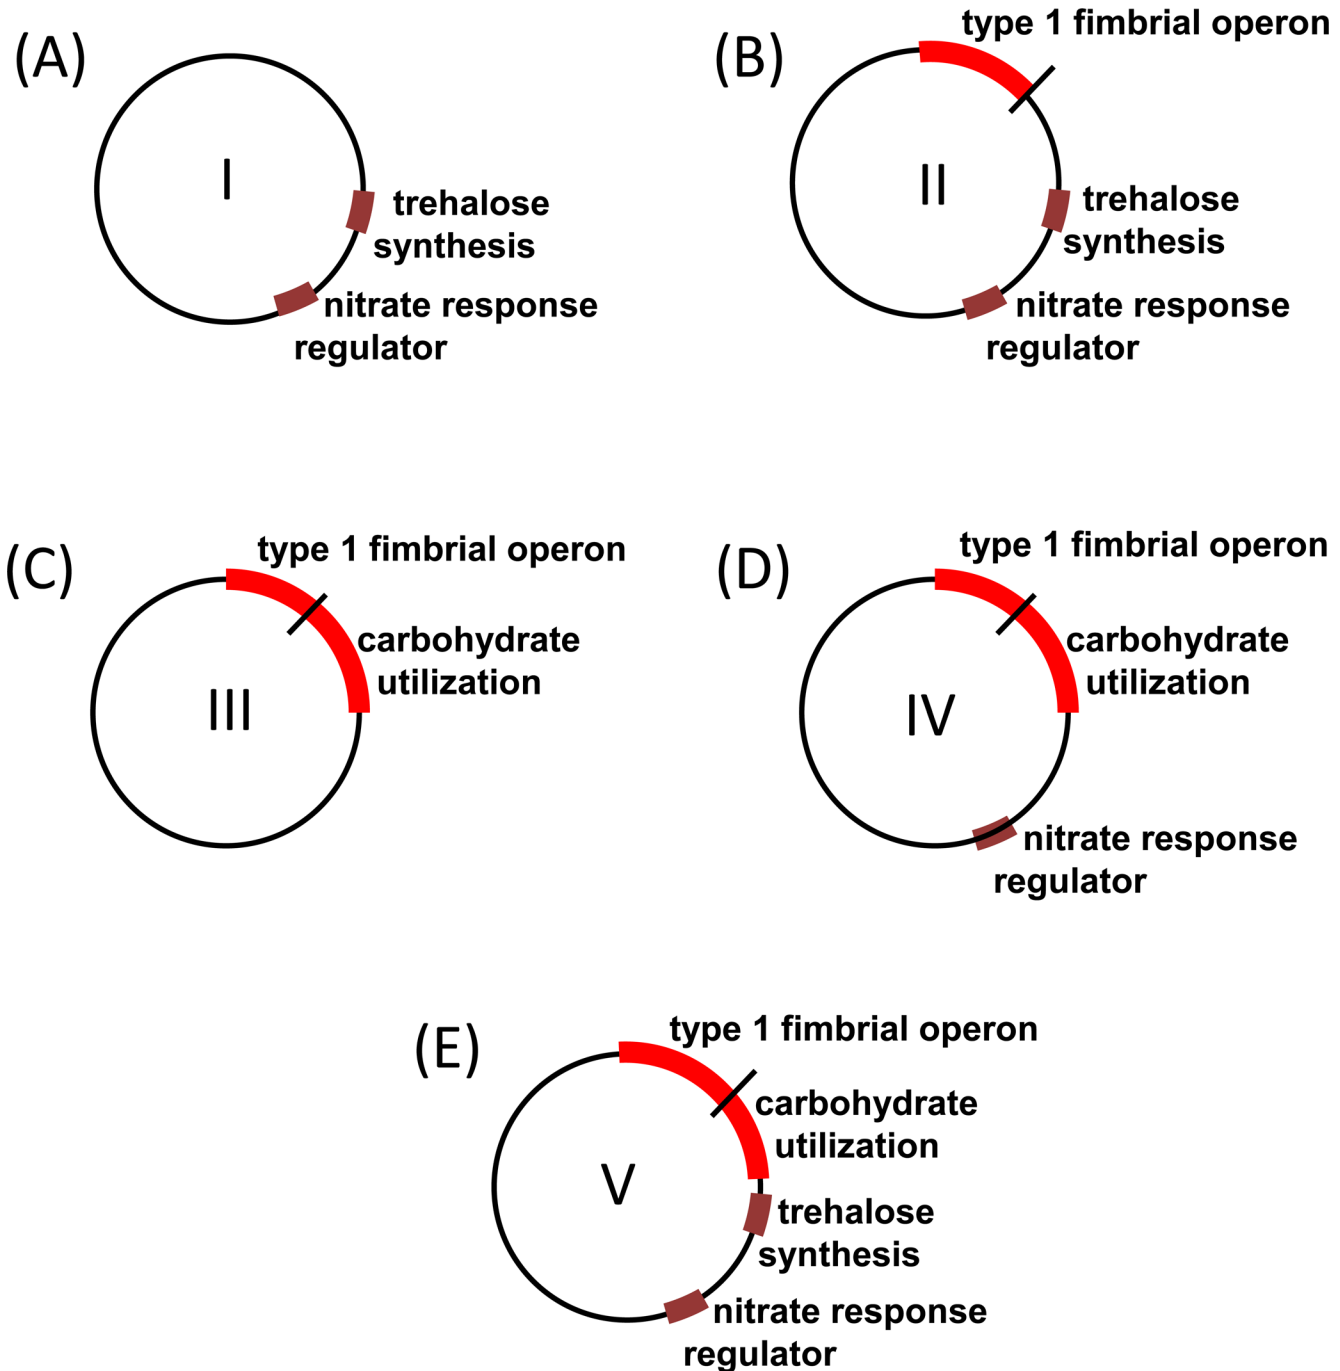 (A)
I
trehalose
synthesis
nitrate response
regulator
(B)
type 1 fimbrial operon
II
trehalose
synthesis
nitrate response
regulator
(C)
type 1 fimbrial operon
carbohydrate
utilization
III
(D)
type 1 fimbrial operon
carbohydrate
utilization
IV
nitrate response
regulator
(E)
type 1 fimbrial operon
carbohydrate
utilization
V
trehalose
synthesis
nitrate response
regulator